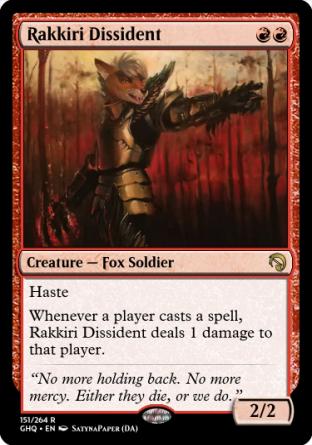 Rakkiri Dissident
Creature — Fox Soldier
Haste
Whenever a player casts a spell,
Rakkiri Dissident deals 1 damage to
that player.
“No more holding back. No more
mercy. Either they die, or we do.”
2/2
151/264 R
GHQ • EN SatynaPaper (DA)